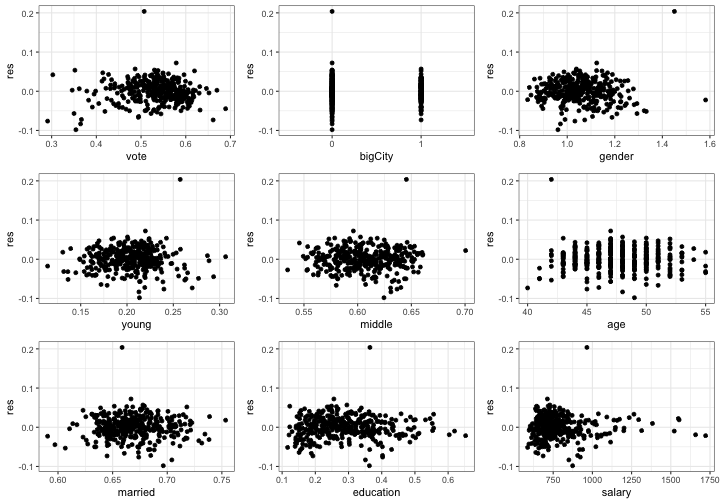 0.2
0.1
0.0
-0.1
res
0.3 0.4 0.5 0.6 0.7
vote
0.2
0.1
0.0
-0.1
res
0 1
bigCity
0.2
0.1
0.0
-0.1
res
0.8 1.0 1.2 1.4 1.6
gender
0.2
0.1
0.0
-0.1
res
0.15 0.20 0.25 0.30
young
0.2
0.1
0.0
-0.1
res
0.55 0.60 0.65 0.70
middle
0.2
0.1
0.0
-0.1
res
40 45 50 55
age
0.2
0.1
0.0
-0.1
res
0.60 0.65 0.70 0.75
married
0.2
0.1
0.0
-0.1
res
0.1 0.2 0.3 0.4 0.5 0.6
education
0.2
0.1
0.0
-0.1
res
750 1000 1250 1500 1750
salary